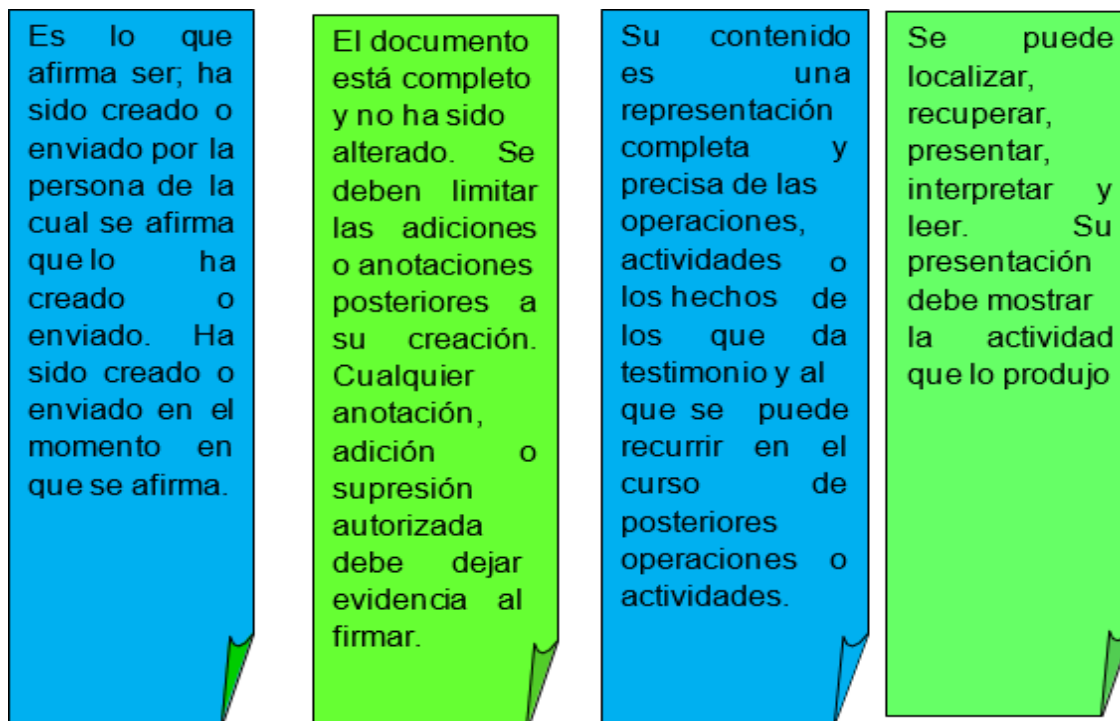 Es lo que
afirma ser; ha
sido creado o
enviado por la
persona de la
cual se afirma
que lo ha
creado o
enviado. Ha
sido creado o
enviado en el
momento en
que se afirma.
El documento
está completo
y no ha sido
alterado. Se
deben limitar
las adiciones
o anotaciones
posteriores a
su creación.
Cualquier
anotación,
adición o
supresión
autorizada
debe dejar
evidencia al
firmar.
Su contenido
es una
representación
completa y
precisa de las
operaciones,
actividades o
los hechos de
los que da
testimonio y al
que se puede
recurrir en el
curso de
posteriores
operaciones o
actividades.
Se puede
localizar,
recuperar,
presentar,
interpretar y
leer. Su
presentación
debe mostrar
la actividad
que lo produjo